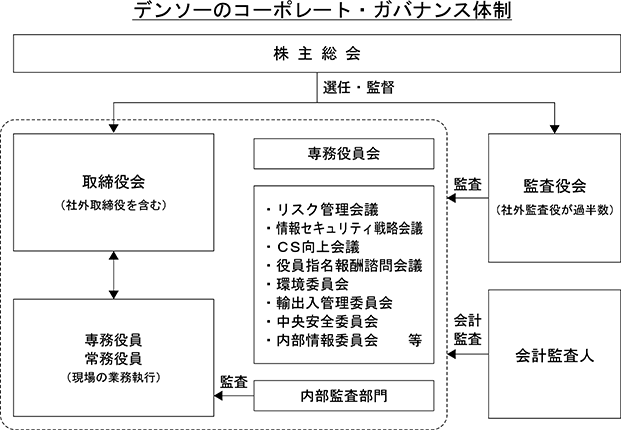 デンソーのコーポレート・ガバナンス体制
株 主 総 会
選任・監督
取締役会
（社外取締役を含む）
専務役員会
監査
監査役会
（社外監査役が過半数）
・リスク管理会議
・情報セキュリティ戦略会議
・ＣＳ向上会議
・役員指名報酬諮問会議
・環境委員会
・輸出入管理委員会
・中央安全委員会
・内部情報委員会　等
専務役員
常務役員
（現場の業務執行）
会計
監査
会計監査人
監査
内部監査部門